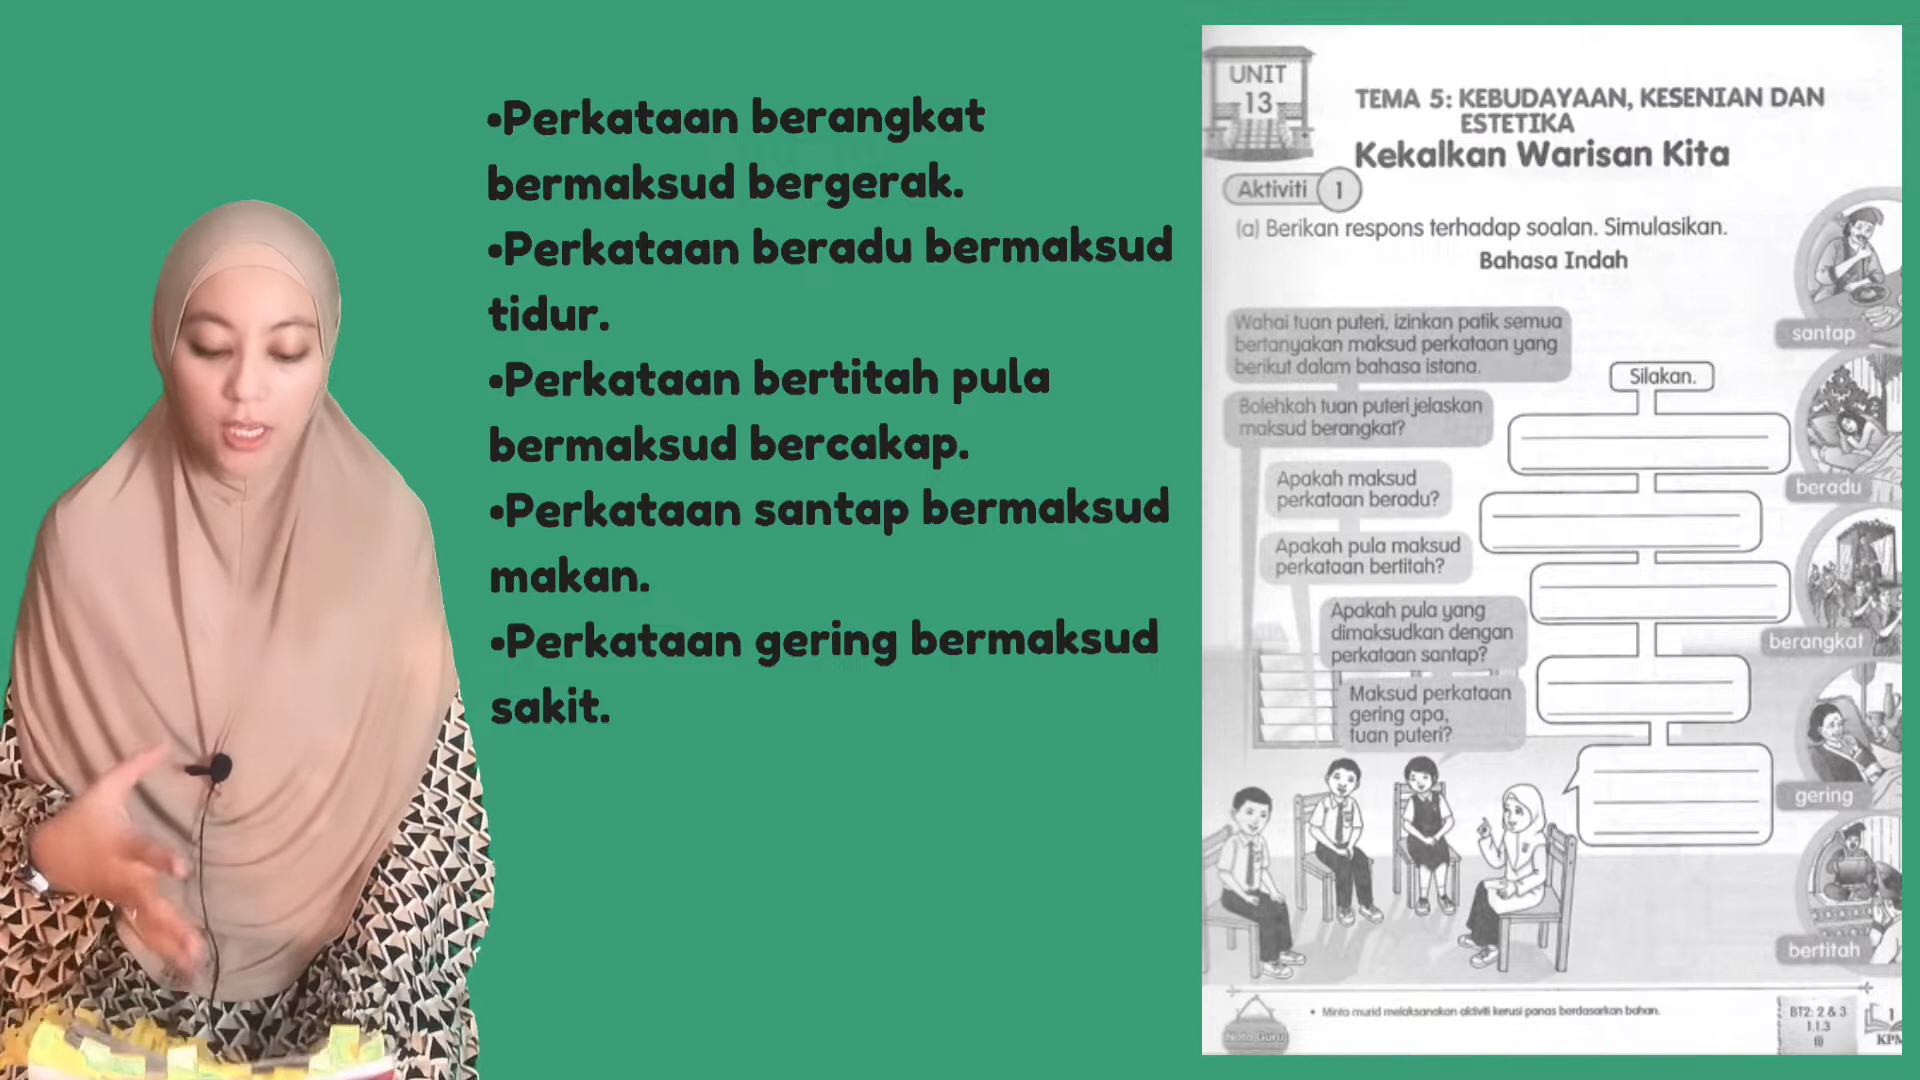 •Perkataan berangkat
bermaksud bergerak.
•Perkataan beradu bermaksud
tidur.
•Perkataan bertitah pula
bermaksud bercakap.
•Perkataan santap bermaksud
makan.
•Perkataan gering bermaksud
sakit.
UNIT
13
TEMA 5: KEBUDAYAAN, KESENIAN DAN
ESTETIKA
Kekalkan Warisan Kita
Aktiviti 1
(a) Berikan respons terhadap soalan. Simulasikan.
Bahasa Indah
Wahai tuan puteri, izinkan patik semua
bertanyakan maksud perkataan yang
berikut dalam bahasa istana.
Silakan.
Bolehkah tuan puteri jelaskan
maksud berangkat?
Apakah maksud
perkataan beradu?
Apakah pula maksud
perkataan bertitah?
Apakah pula yang
dimaksudkan dengan
perkataan santap?
Maksud perkataan
gering apa,
tuan puteri?
santap
beradu
berangkat
gering
bertitah
Nota Guru
• Minta murid melaksanakan aktiviti kerusi panas berdasarkan bahan.
BT2: 2 & 3
1.1.3
(i)
1
KPM